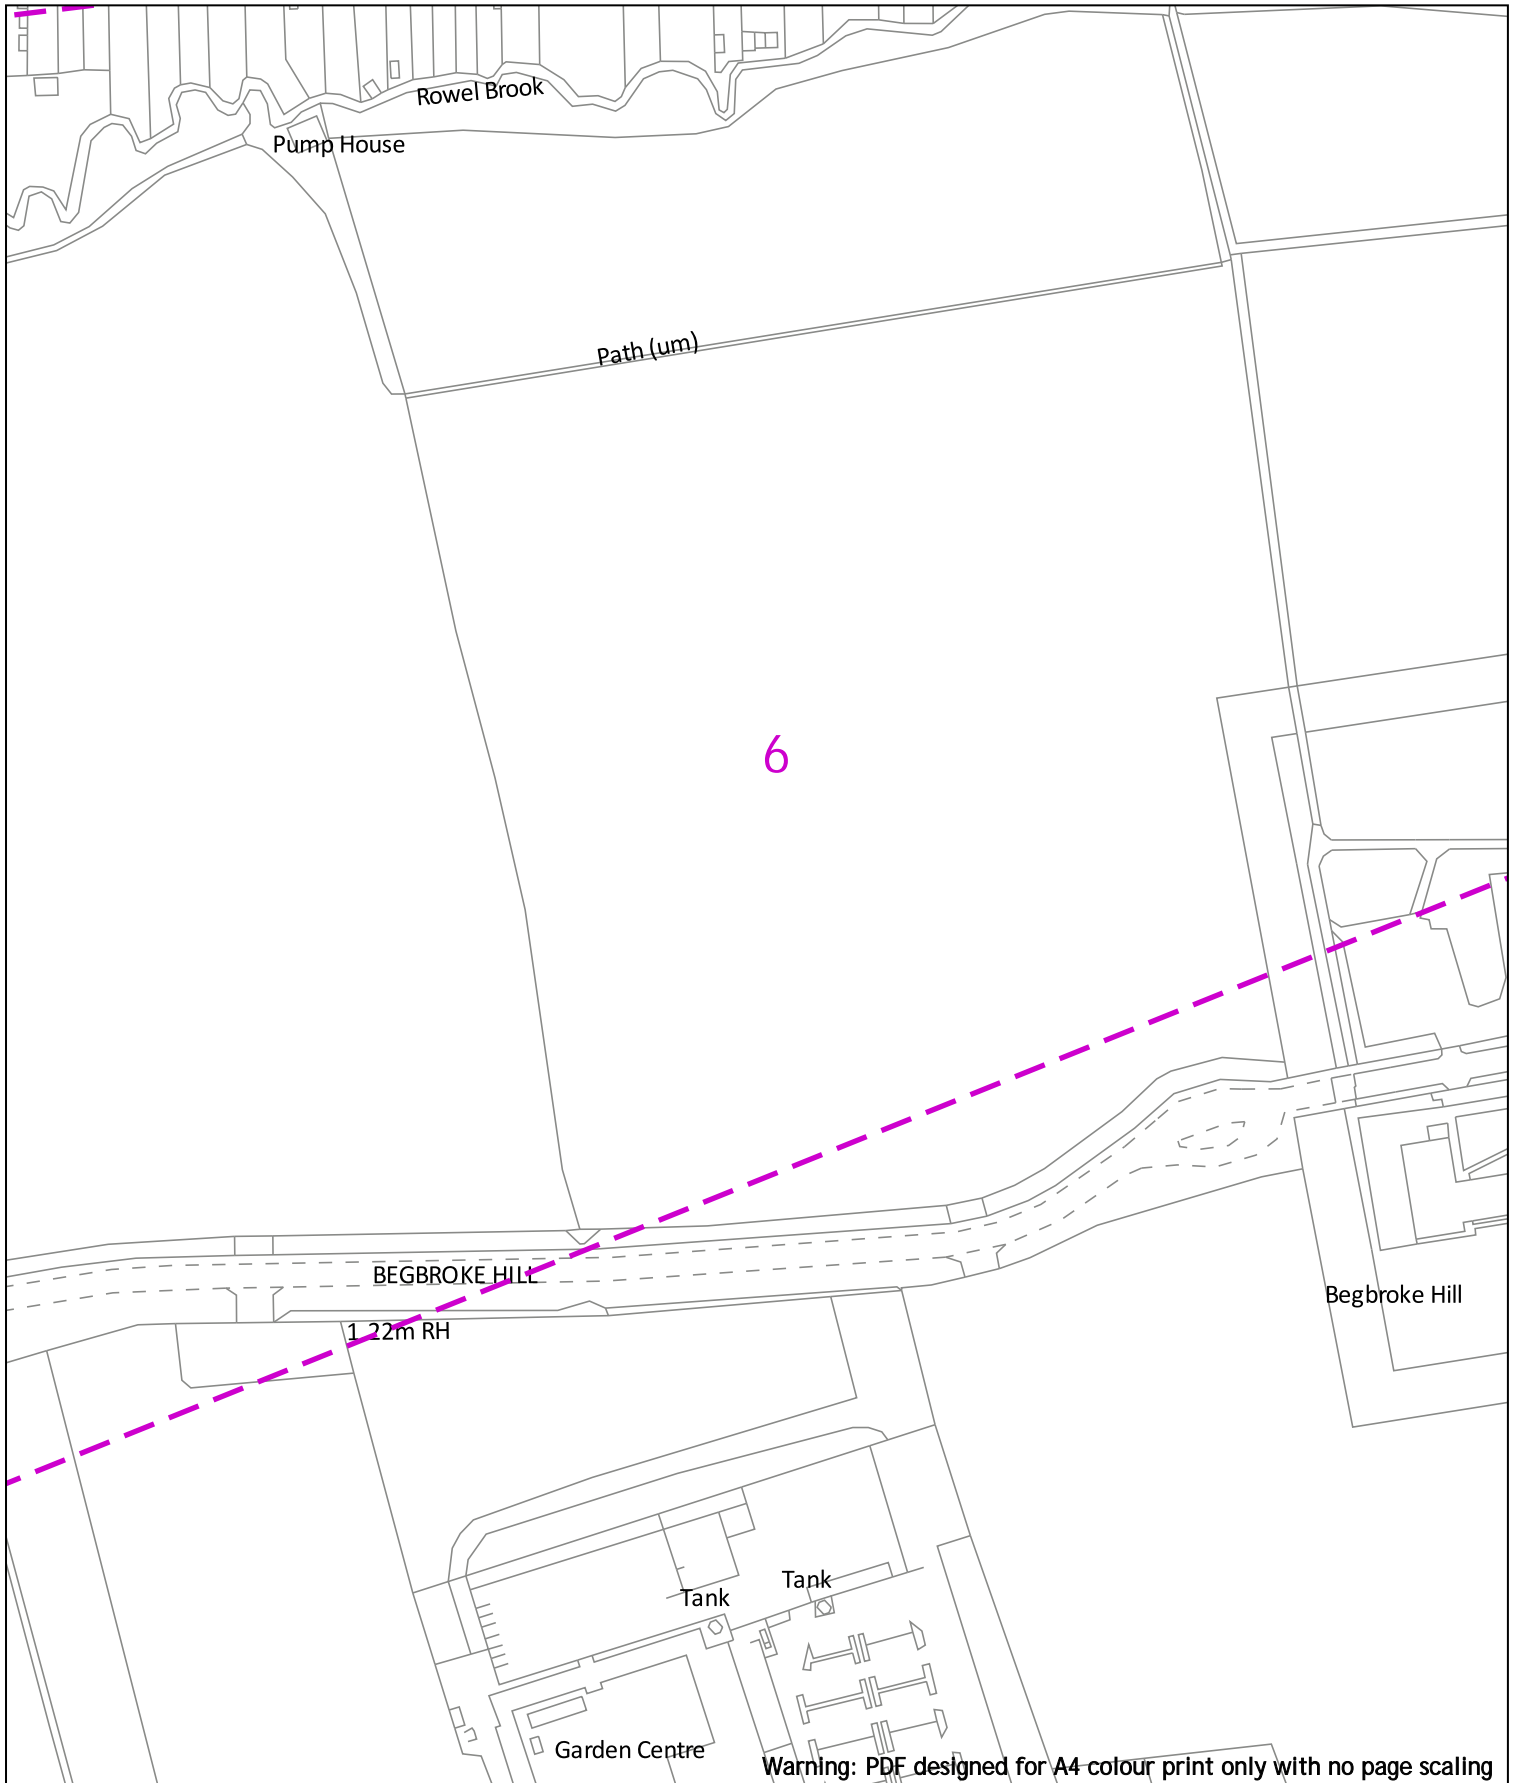 Rowel Brook
Pump House
Path (um)
6
BEGBROKE HILL
Begbroke Hill
1.22m RH
Tank
Tank
Garden Centre
Warning: PDF designed for A4 colour print only with no page scaling